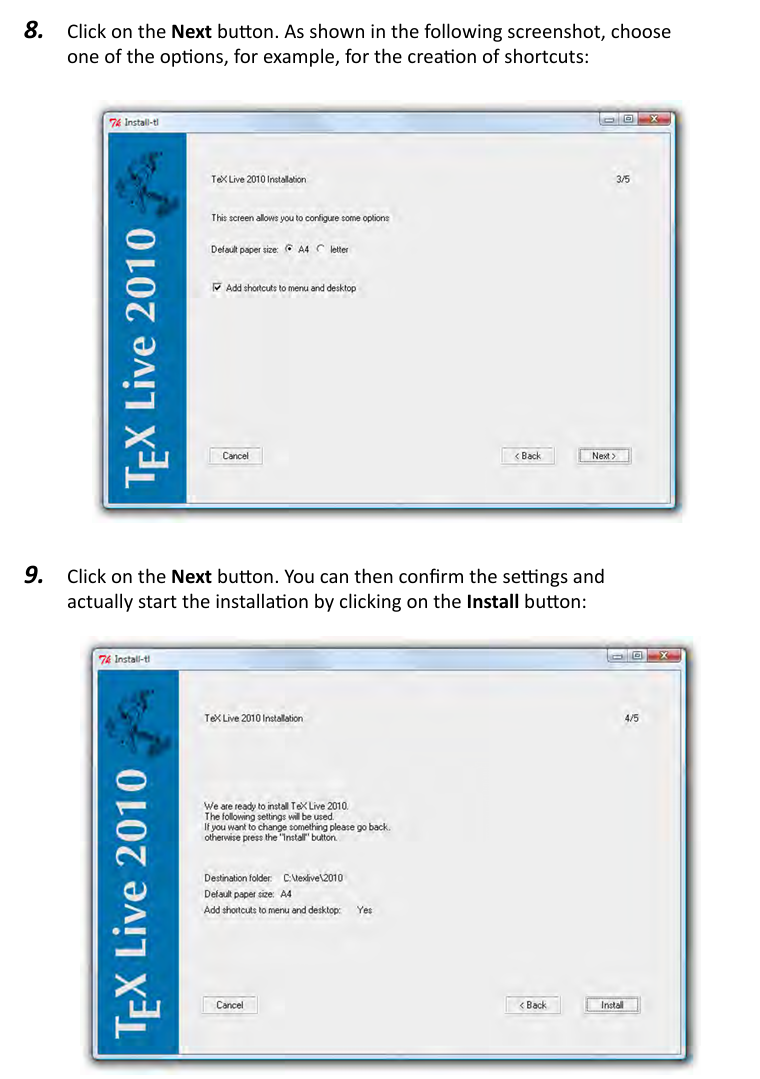 8. Click on the Next button. As shown in the following screenshot, choose
one of the options, for example, for the creation of shortcuts:
Install-tl
TeX Live 2010
TeX Live 2010 Installation 3/5
This screen allows you to configure some options
Default paper size: A4 letter
Add shortcuts to menu and desktop
Cancel < Back Next >
9. Click on the Next button. You can then confirm the settings and
actually start the installation by clicking on the Install button:
Install-tl
TeX Live 2010
TeX Live 2010 Installation 4/5
We are ready to install TeX Live 2010.
The following settings will be used.
If you want to change something please go back,
otherwise press the "Install" button.
Destination folder: C:\texlive\2010
Default paper size: A4
Add shortcuts to menu and desktop: Yes
Cancel < Back Install